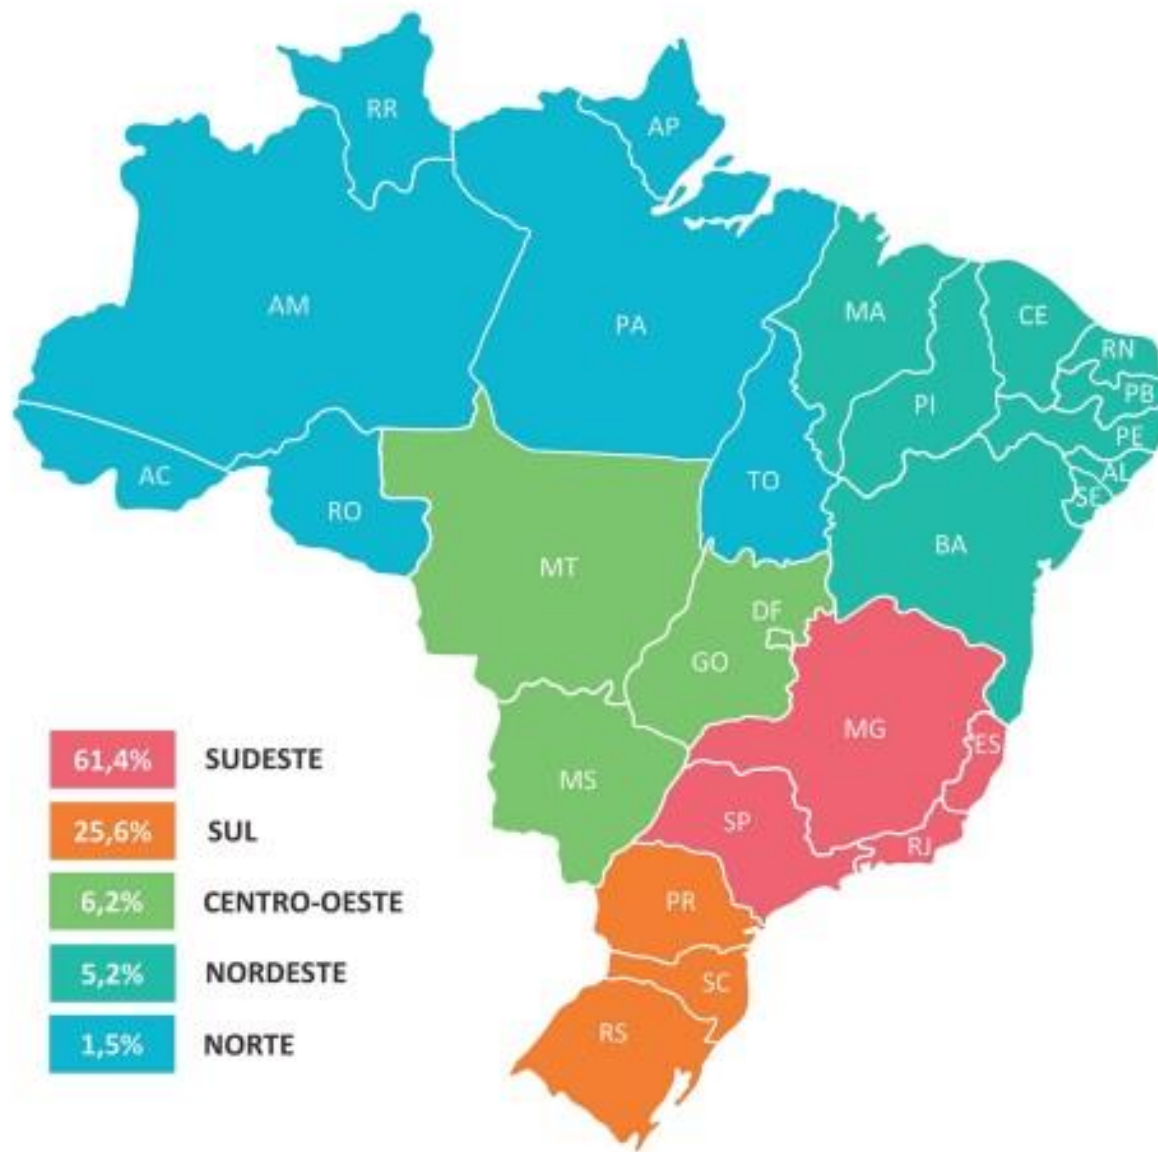 RR
AP
AM
PA
MA
CE
RN
PB
PI
PE
AC
AL
TO
SE
RO
BA
MT
DF
GO
MG
ES
MS
SP
RJ
PR
SC
RS
61,4% SUDESTE
25,6% SUL
6,2% CENTRO-OESTE
5,2% NORDESTE
1,5% NORTE